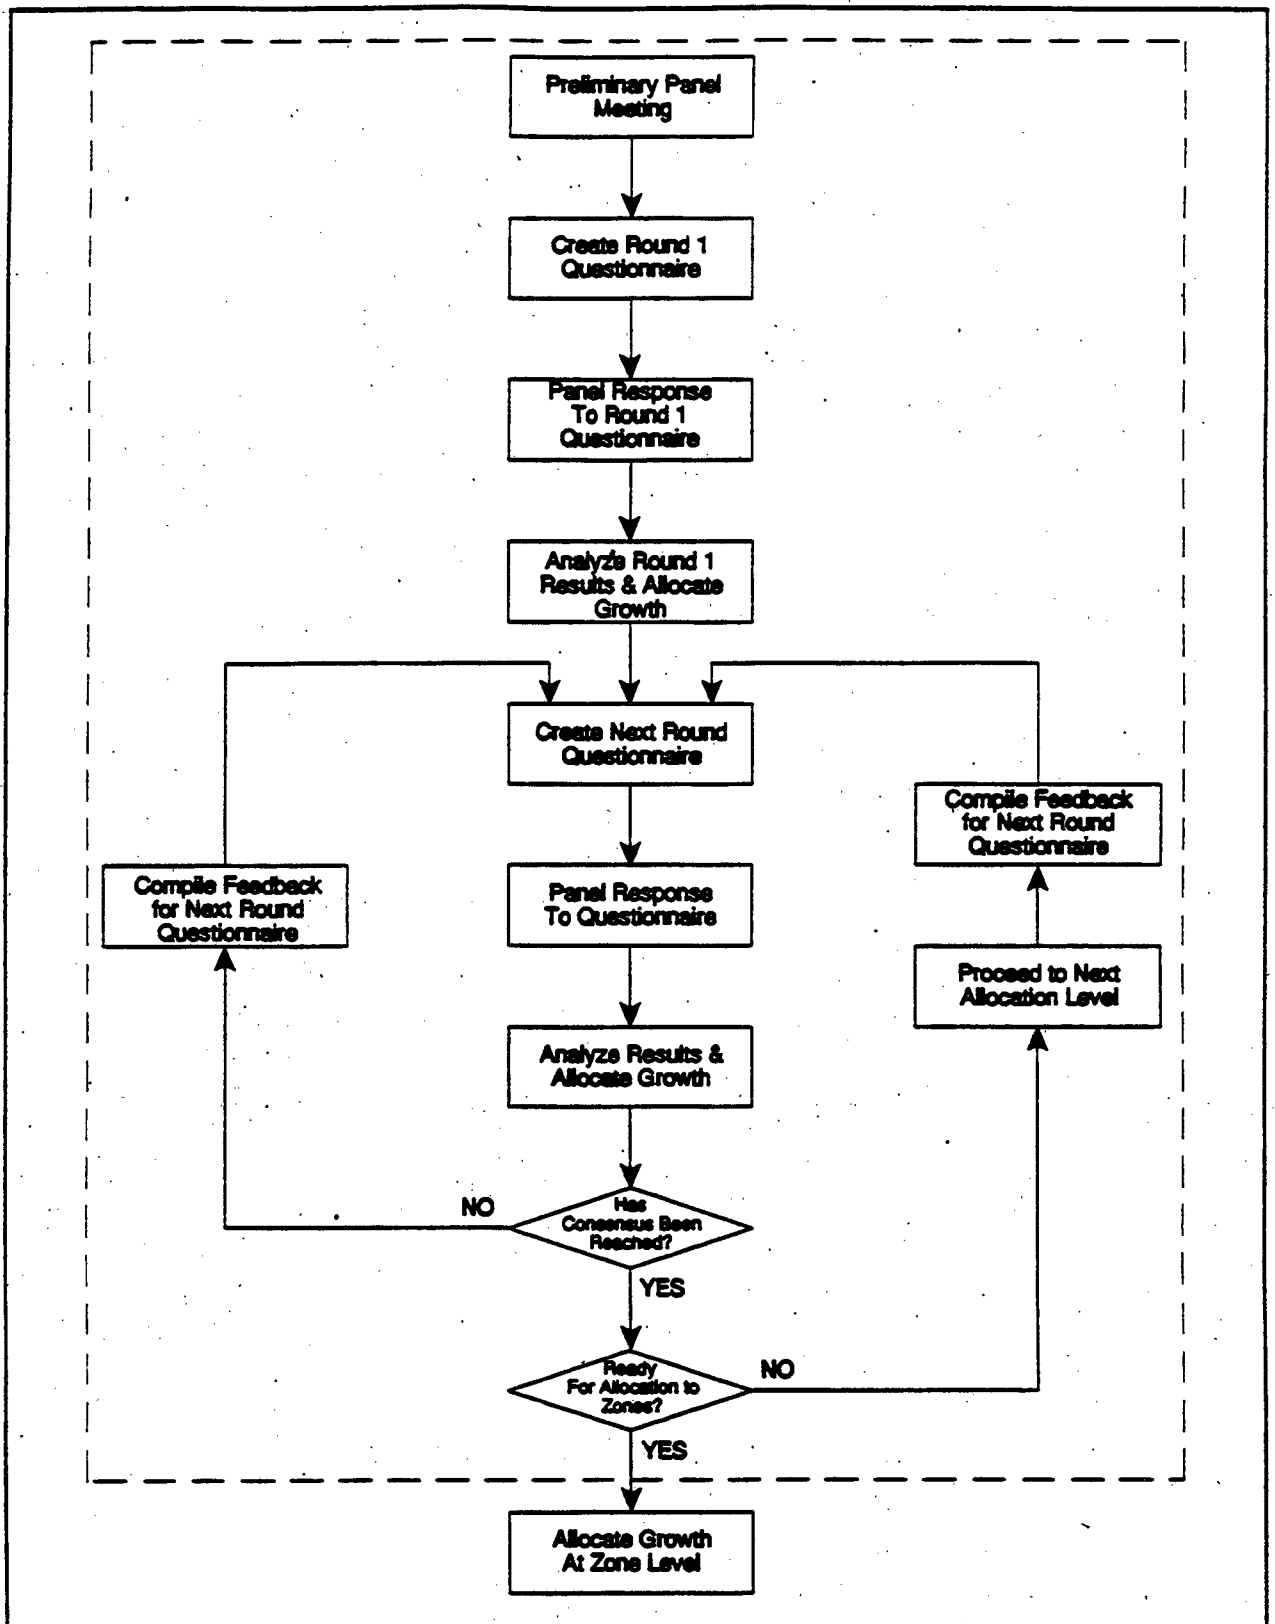 Preliminary Panel
Meeting
Create Round 1
Questionnaire
Panel Response
To Round 1
Questionnaire
Analyze Round 1
Results & Allocate
Growth
Create Next Round
Questionnaire
Compile Feedback
for Next Round
Questionnaire
Compile Feedback
for Next Round
Questionnaire
Panel Response
To Questionnaire
Proceed to Next
Allocation Level
Analyze Results &
Allocate Growth
NO
Has
Consensus Been
Reached?
YES
Ready
For Allocation to
Zones?
NO
YES
Allocate Growth
At Zone Level